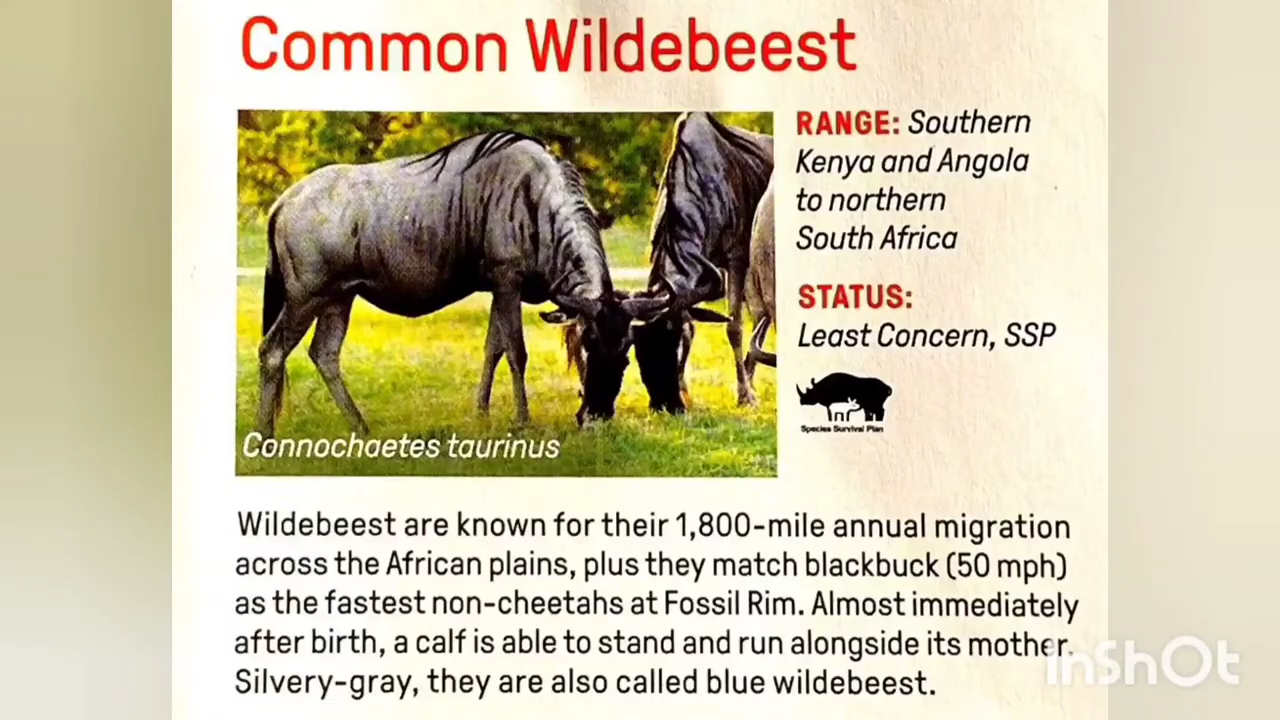 Common Wildebeest
RANGE: Southern
Kenya and Angola
to northern
South Africa
STATUS:
Least Concern, SSP
Species Survival Plan
Connochaetes taurinus
Wildebeest are known for their 1,800-mile annual migration
across the African plains, plus they match blackbuck (50 mph)
as the fastest non-cheetahs at Fossil Rim. Almost immediately
after birth, a calf is able to stand and run alongside its mother.
Silvery-gray, they are also called blue wildebeest.
InShOt